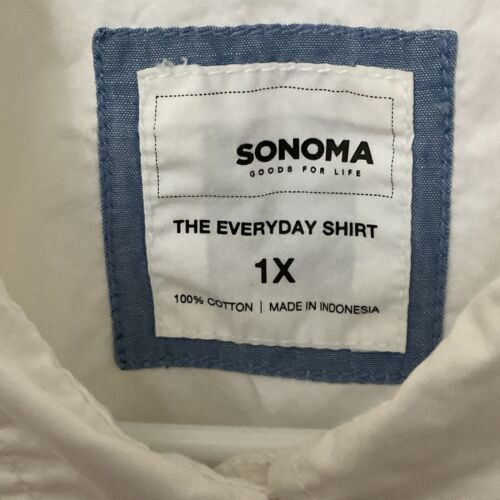 SONOMA
GOODS FOR LIFE
THE EVERYDAY SHIRT
1X
100% COTTON | MADE IN INDONESIA